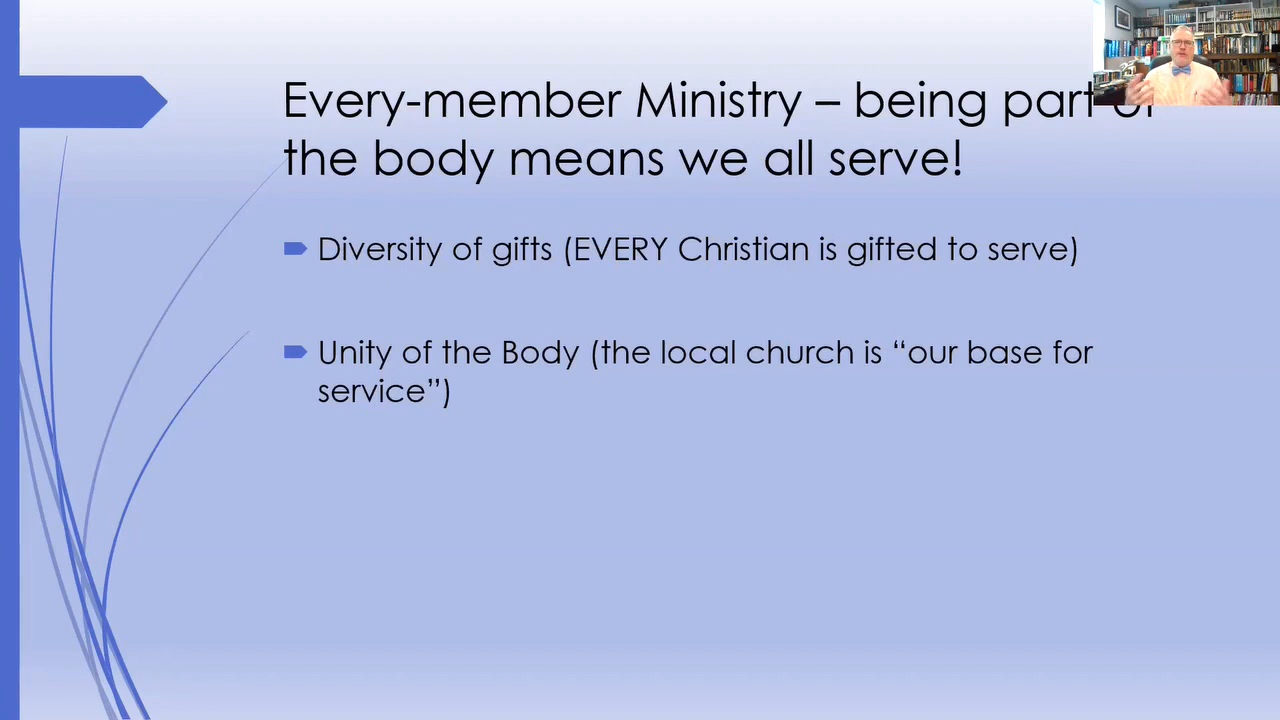 Every-member Ministry – being part of
the body means we all serve!
Diversity of gifts (EVERY Christian is gifted to serve)
Unity of the Body (the local church is “our base for
service”)